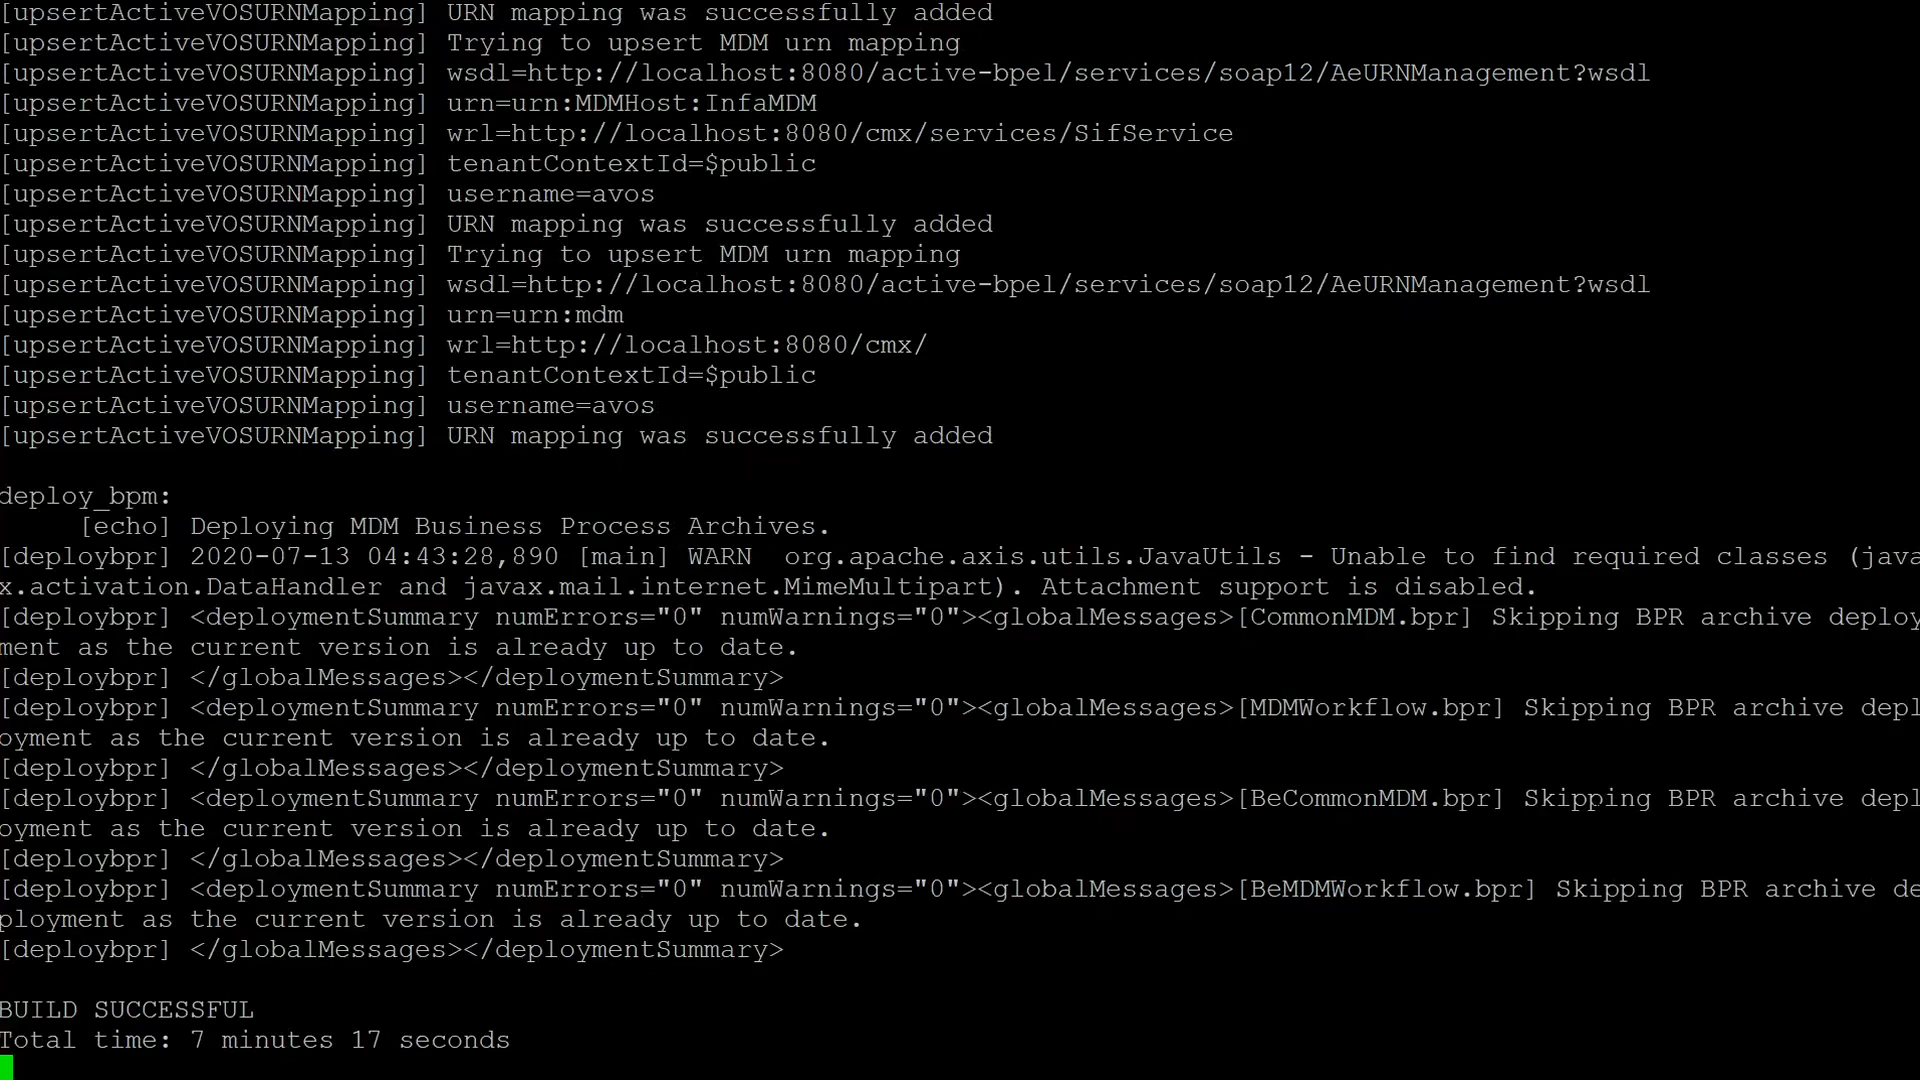 [upsertActiveVOSURNMapping] URN mapping was successfully added
[upsertActiveVOSURNMapping] Trying to upsert MDM urn mapping
[upsertActiveVOSURNMapping] wsdl=http://localhost:8080/active-bpel/services/soap12/AeURNManagement?wsdl
[upsertActiveVOSURNMapping] urn=urn:MDMHost:InfaMDM
[upsertActiveVOSURNMapping] wrl=http://localhost:8080/cmx/services/SifService
[upsertActiveVOSURNMapping] tenantContextId=$public
[upsertActiveVOSURNMapping] username=avos
[upsertActiveVOSURNMapping] URN mapping was successfully added
[upsertActiveVOSURNMapping] Trying to upsert MDM urn mapping
[upsertActiveVOSURNMapping] wsdl=http://localhost:8080/active-bpel/services/soap12/AeURNManagement?wsdl
[upsertActiveVOSURNMapping] urn=urn:mdm
[upsertActiveVOSURNMapping] wrl=http://localhost:8080/cmx/
[upsertActiveVOSURNMapping] tenantContextId=$public
[upsertActiveVOSURNMapping] username=avos
[upsertActiveVOSURNMapping] URN mapping was successfully added
deploy_bpm:
[echo] Deploying MDM Business Process Archives.
[deploybpr] 2020-07-13 04:43:28,890 [main] WARN  org.apache.axis.utils.JavaUtils - Unable to find required classes (java
x.activation.DataHandler and javax.mail.internet.MimeMultipart). Attachment support is disabled.
[deploybpr] <deploymentSummary numErrors="0" numWarnings="0"><globalMessages>[CommonMDM.bpr] Skipping BPR archive deploy
ment as the current version is already up to date.
[deploybpr] </globalMessages></deploymentSummary>
[deploybpr] <deploymentSummary numErrors="0" numWarnings="0"><globalMessages>[MDMWorkflow.bpr] Skipping BPR archive depl
oyment as the current version is already up to date.
[deploybpr] </globalMessages></deploymentSummary>
[deploybpr] <deploymentSummary numErrors="0" numWarnings="0"><globalMessages>[BeCommonMDM.bpr] Skipping BPR archive depl
oyment as the current version is already up to date.
[deploybpr] </globalMessages></deploymentSummary>
[deploybpr] <deploymentSummary numErrors="0" numWarnings="0"><globalMessages>[BeMDMWorkflow.bpr] Skipping BPR archive de
ployment as the current version is already up to date.
[deploybpr] </globalMessages></deploymentSummary>
BUILD SUCCESSFUL
Total time: 7 minutes 17 seconds